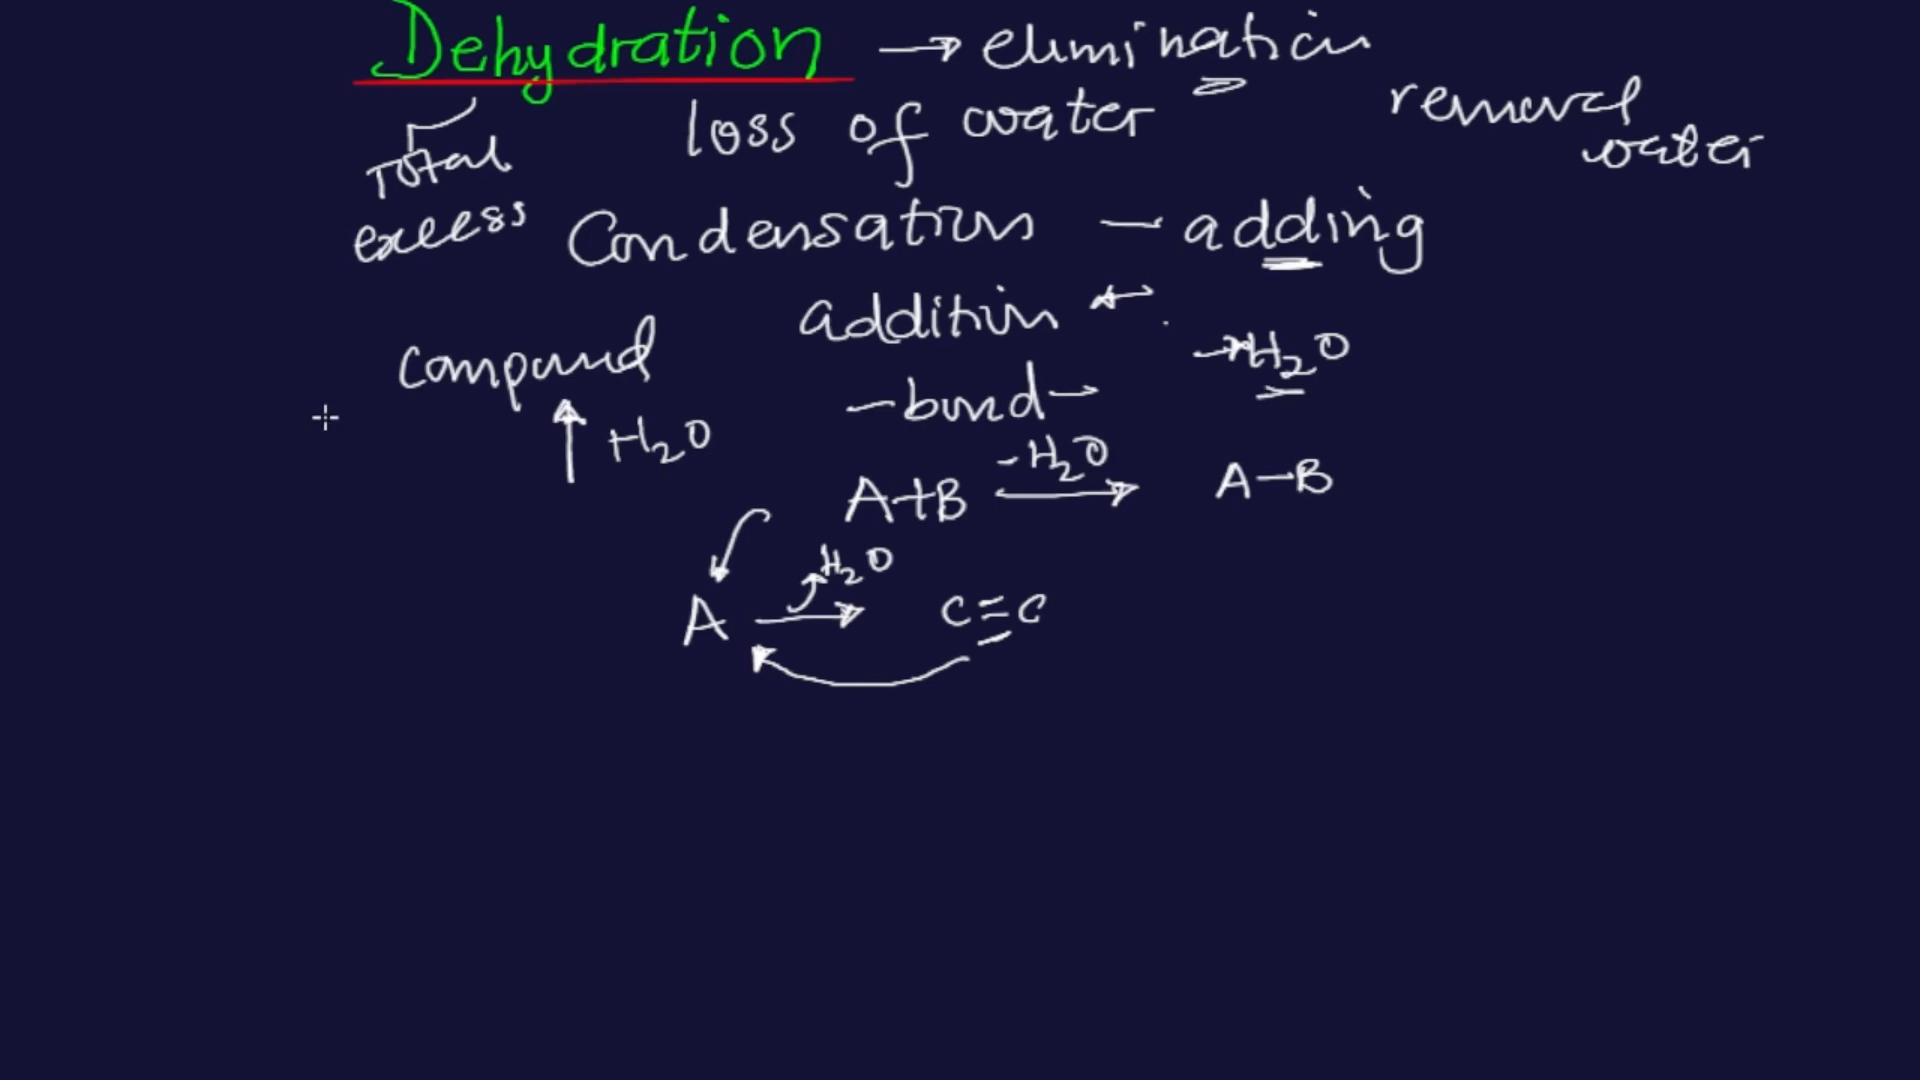 Dehydration → elimination
loss of water removal
water
Total
excess Condensation – adding
addition ←
Compound → H₂O
– bond →
↑ H₂O
A+B –H₂O → A–B
A → H₂O C=C